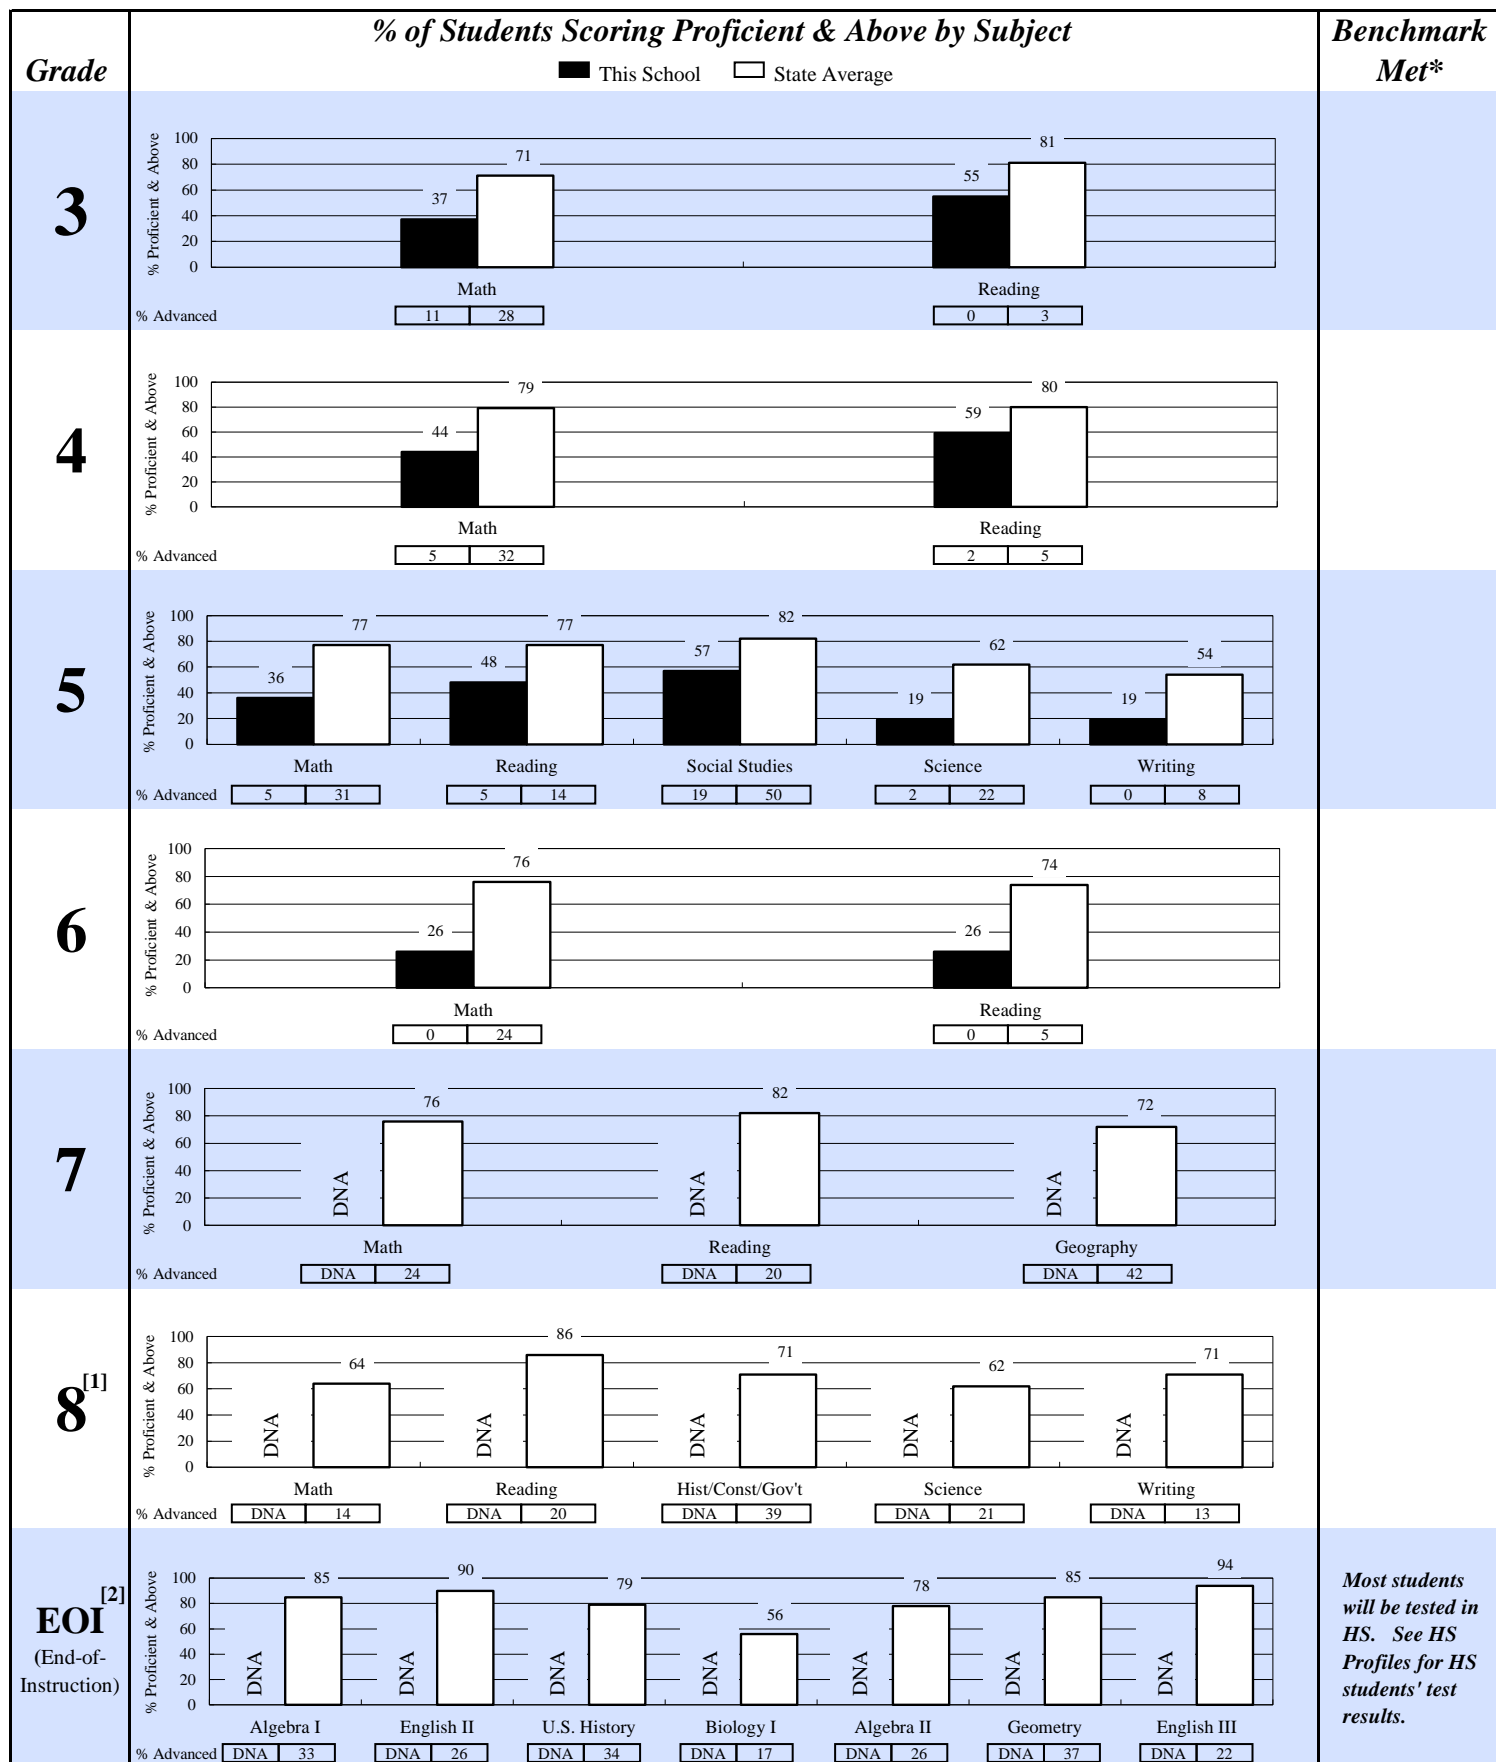 % of Students Scoring Proficient & Above by Subject
Benchmark
Met*
Grade
This School State Average
3
% Proficient & Above
100
80
60
40
20
0
37 71 55 81
Math Reading
% Advanced 11 28 0 3
4
% Proficient & Above
100
80
60
40
20
0
44 79 59 80
Math Reading
% Advanced 5 32 2 5
5
% Proficient & Above
100
80
60
40
20
0
36 77 48 77 57 82 19 62 19 54
Math Reading Social Studies Science Writing
% Advanced 5 31 5 14 19 50 2 22 0 8
6
% Proficient & Above
100
80
60
40
20
0
26 76 26 74
Math Reading
% Advanced 0 24 0 5
7
% Proficient & Above
100
80
60
40
20
0
DNA 76 DNA 82 DNA 72
Math Reading Geography
% Advanced DNA 24 DNA 20 DNA 42
8[1]
% Proficient & Above
100
80
60
40
20
0
DNA 64 DNA 86 DNA 71 DNA 62 DNA 71
Math Reading Hist/Const/Gov't Science Writing
% Advanced DNA 14 DNA 20 DNA 39 DNA 21 DNA 13
EOI[2]
(End-of-
Instruction)
% Proficient & Above
100
80
60
40
20
0
DNA 85 DNA 90 DNA 79 DNA 56 DNA 78 DNA 85 DNA 94
Algebra I English II U.S. History Biology I Algebra II Geometry English III
% Advanced DNA 33 DNA 26 DNA 34 DNA 17 DNA 26 DNA 37 DNA 22
Most students
will be tested in
HS. See HS
Profiles for HS
students' test
results.